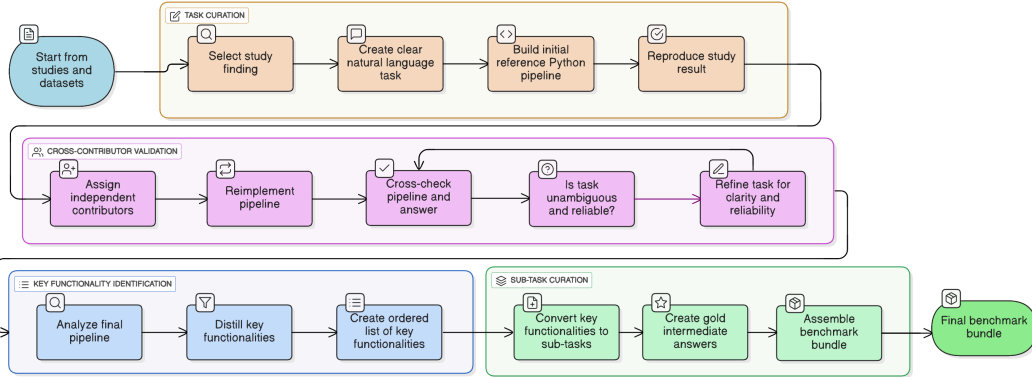 TASK CURATION
Start from
studies and
datasets
Select study
finding
Create clear
natural language
task
Build initial
reference Python
pipeline
Reproduce study
result
CROSS-CONTRIBUTOR VALIDATION
Assign
independent
contributors
Reimplement
pipeline
Cross-check
pipeline and
answer
Is task
unambiguous
and reliable?
Refine task for
clarity and
reliability
KEY FUNCTIONALITY IDENTIFICATION
Analyze final
pipeline
Distill key
functionalities
Create ordered
list of key
functionalities
SUB-TASK CURATION
Convert key
functionalities to
sub-tasks
Create gold
intermediate
answers
Assemble
benchmark
bundle
Final benchmark
bundle